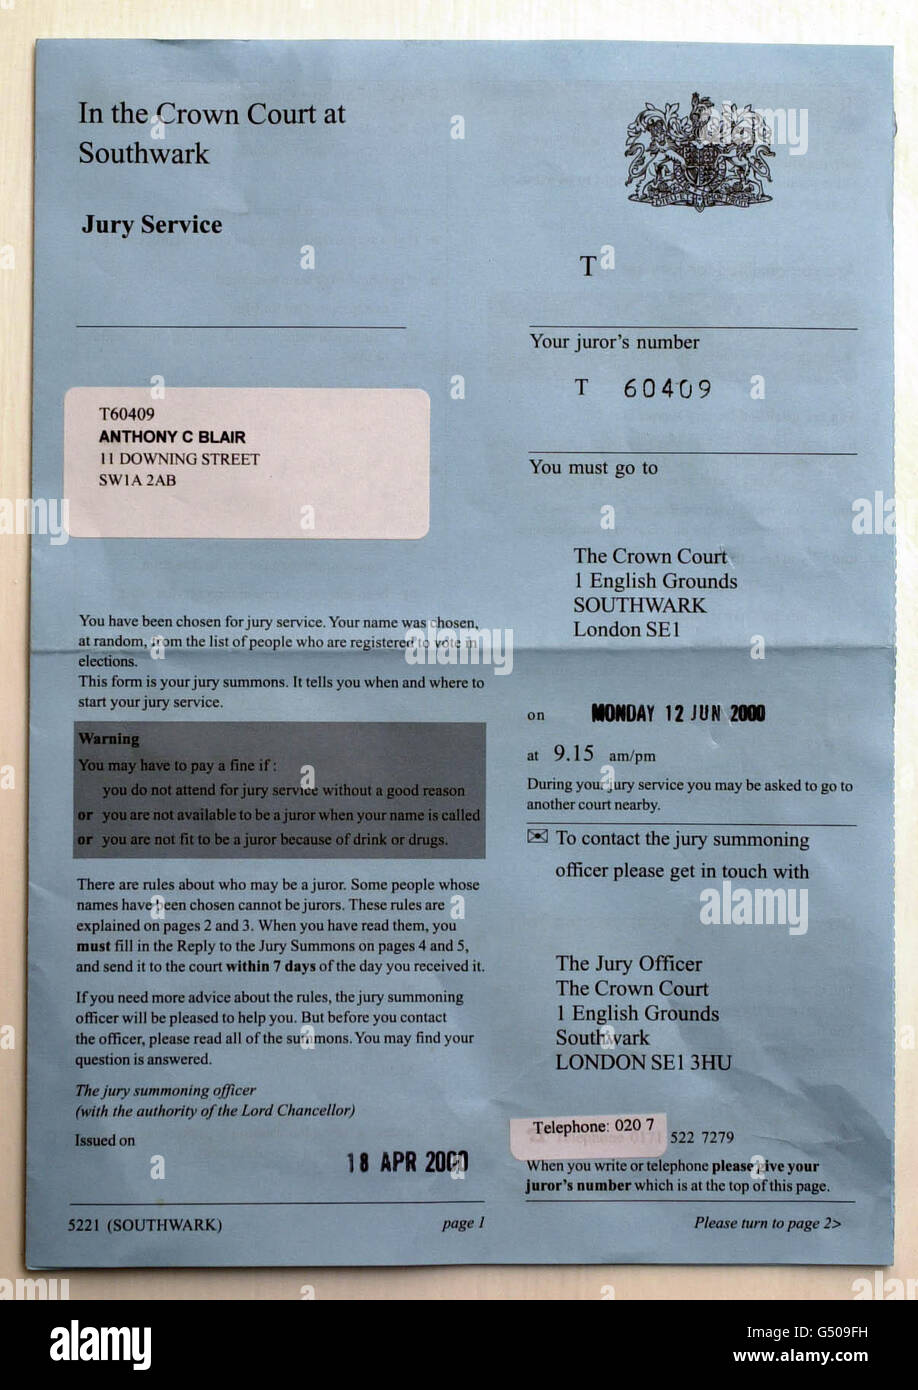 In the Crown Court at
Southwark
Jury Service
T
Your juror's number
T 60409
T60409
ANTHONY C BLAIR
11 DOWNING STREET
SW1A 2AB
You must go to
The Crown Court
1 English Grounds
SOUTHWARK
London SE1
You have been chosen for jury service. Your name was chosen,
at random, from the list of people who are registered to vote in
elections.
This form is your jury summons. It tells you when and where to
start your jury service.
Warning
You may have to pay a fine if :
you do not attend for jury service without a good reason
or you are not available to be a juror when your name is called
or you are not fit to be a juror because of drink or drugs.
There are rules about who may be a juror. Some people whose
names have been chosen cannot be jurors. These rules are
explained on pages 2 and 3. When you have read them, you
must fill in the Reply to the Jury Summons on pages 4 and 5,
and send it to the court within 7 days of the day you received it.
If you need more advice about the rules, the jury summoning
officer will be pleased to help you. But before you contact
the officer, please read all of the summons. You may find your
question is answered.
The jury summoning officer
(with the authority of the Lord Chancellor)
Issued on
18 APR 2000
5221 (SOUTHWARK)
page 1
on MONDAY 12 JUN 2000
at 9.15 am/pm
During your jury service you may be asked to go to
another court nearby.
To contact the jury summoning
officer please get in touch with
The Jury Officer
The Crown Court
1 English Grounds
Southwark
LONDON SE1 3HU
Telephone: 020 7
522 7279
When you write or telephone please give your
juror's number which is at the top of this page.
Please turn to page 2>
alamy
alamy
Image ID: G509FH
www.alamy.com